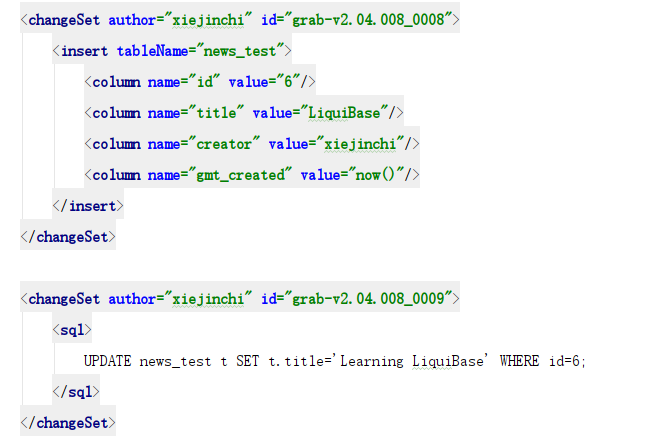 <changeSet author="xiejinchi" id="grab-v2.04.008_0008">
<insert tableName="news_test">
<column name="id" value="6"/>
<column name="title" value="LiquiBase"/>
<column name="creator" value="xiejinchi"/>
<column name="gmt_created" value="now()"/>
</insert>
</changeSet>
<changeSet author="xiejinchi" id="grab-v2.04.008_0009">
<sql>
UPDATE news_test t SET t.title='Learning LiquiBase' WHERE id=6;
</sql>
</changeSet>